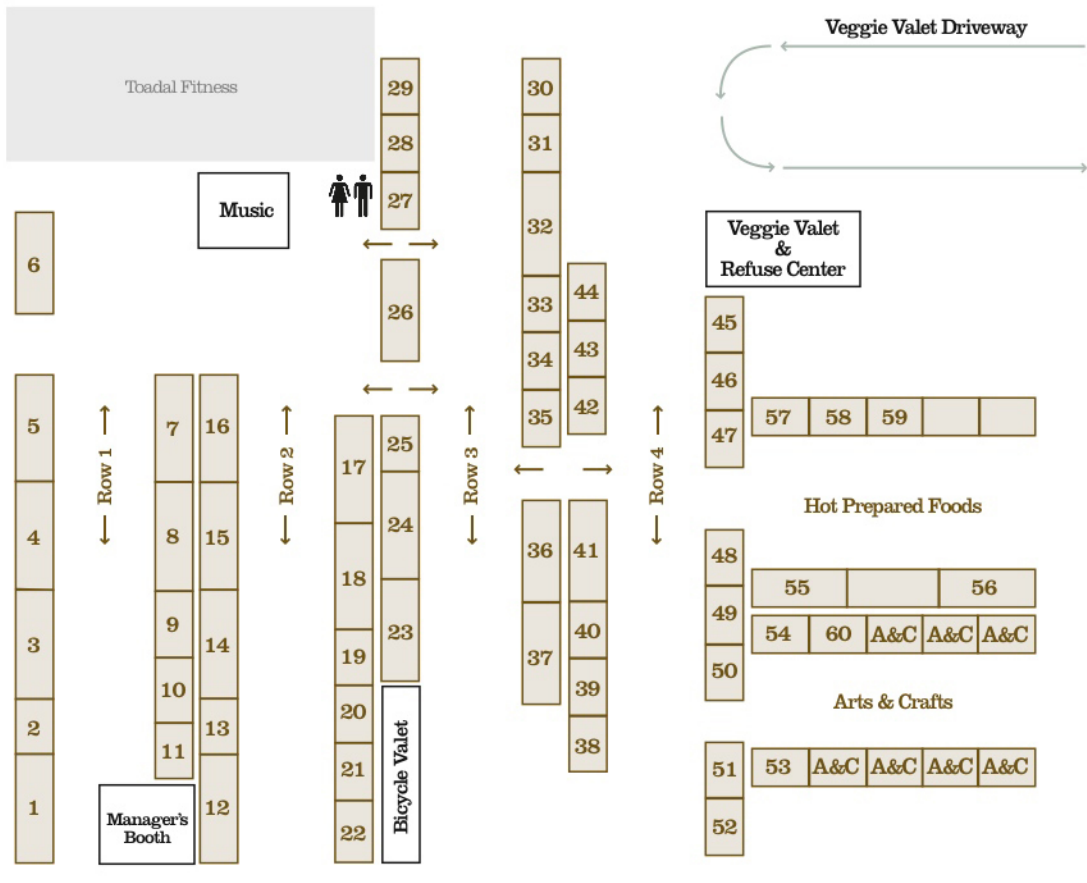 Veggie Valet Driveway
Toadal Fitness
29
30
28
31
27
Music
32
Veggie Valet
&
Refuse Center
6
26
44
33
45
43
34
46
42
35
5
7
16
25
47
57
58
59
17
Row 1
Row 2
Row 3
Row 4
24
Hot Prepared Foods
4
8
15
36
41
48
18
55
56
49
9
23
40
54
60
A&C
A&C
A&C
3
14
19
37
50
10
39
20
Arts & Crafts
2
13
11
38
21
Bicycle Valet
51
53
A&C
A&C
A&C
A&C
1
Manager's
Booth
12
22
52